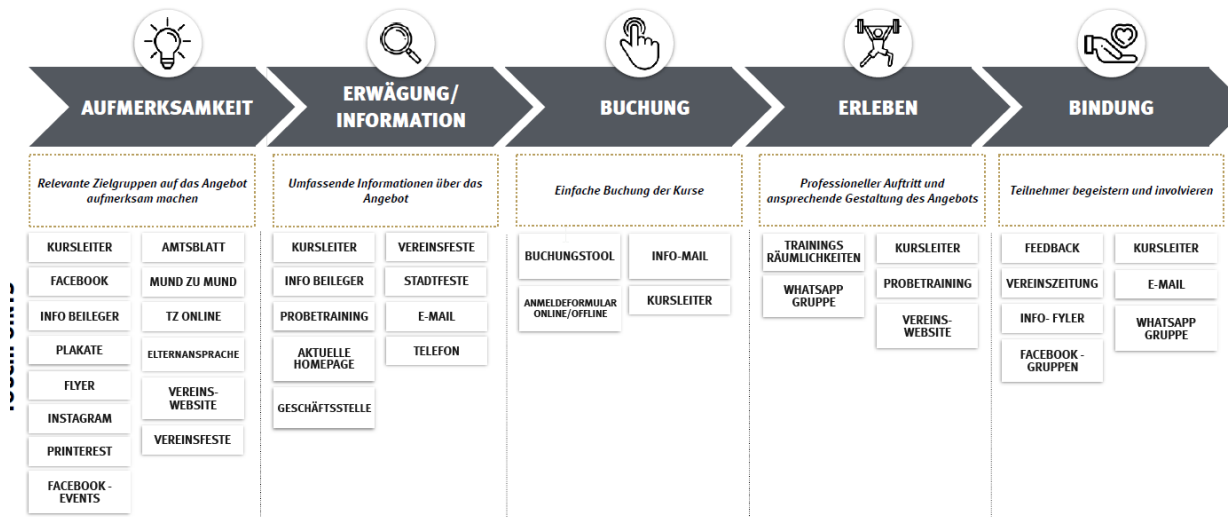 AUFMERKSAMKEIT
ERWÄGUNG/
INFORMATION
BUCHUNG
ERLEBEN
BINDUNG
Relevante Zielgruppen auf das Angebot
aufmerksam machen
Umfassende Informationen über das
Angebot
Einfache Buchung der Kurse
Professioneller Auftritt und
ansprechende Gestaltung des Angebots
Teilnehmer begeistern und involvieren
KURSLEITER
FACEBOOK
INFO BEILEGER
PLAKATE
FLYER
INSTAGRAM
PRINTEREST
FACEBOOK -
EVENTS
AMTSBLATT
MUND ZU MUND
TZ ONLINE
ELTERNANSPRACHE
VEREINS-
WEBSITE
VEREINSFESTE
KURSLEITER
INFO BEILEGER
PROBETRAINING
AKTUELLE
HOMEPAGE
GESCHÄFTSSTELLE
VEREINSFESTE
STADTFESTE
E-MAIL
TELEFON
BUCHUNGSTOOL
ANMELDEFORMULAR
ONLINE/OFFLINE
INFO-MAIL
KURSLEITER
TRAININGS
RÄUMLICHKEITEN
WHATSAPP
GRUPPE
KURSLEITER
PROBETRAINING
VEREINS-
WEBSITE
FEEDBACK
VEREINSZEITUNG
INFO- FYLER
FACEBOOK -
GRUPPEN
KURSLEITER
E-MAIL
WHATSAPP
GRUPPE